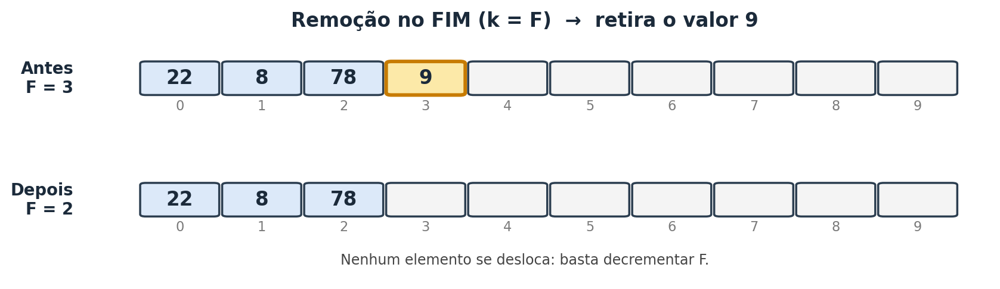 Remoção no FIM (k = F) → retira o valor 9
Antes
F = 3
22 8 78 9
0 1 2 3 4 5 6 7 8 9
Depois
F = 2
22 8 78
0 1 2 3 4 5 6 7 8 9
Nenhum elemento se desloca: basta decrementar F.